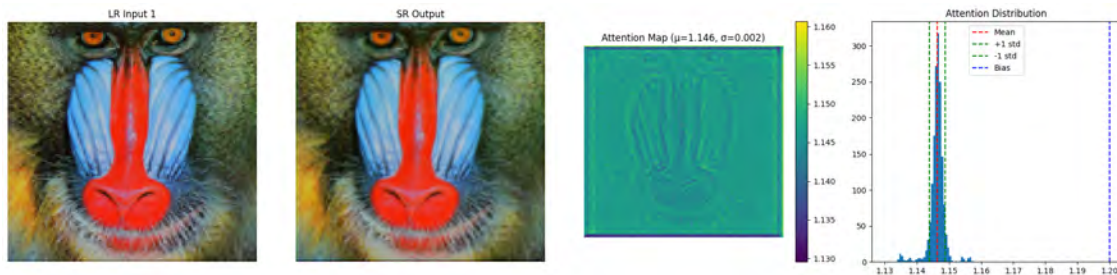 LR Input 1
SR Output
Attention Map (μ=1.146, σ=0.002)
1.160
1.155
1.150
1.145
1.140
1.135
1.130
Attention Distribution
Mean
+1 std
-1 std
Bias
300
250
200
150
100
50
0
1.13 1.14 1.15 1.16 1.17 1.18 1.19 1.20